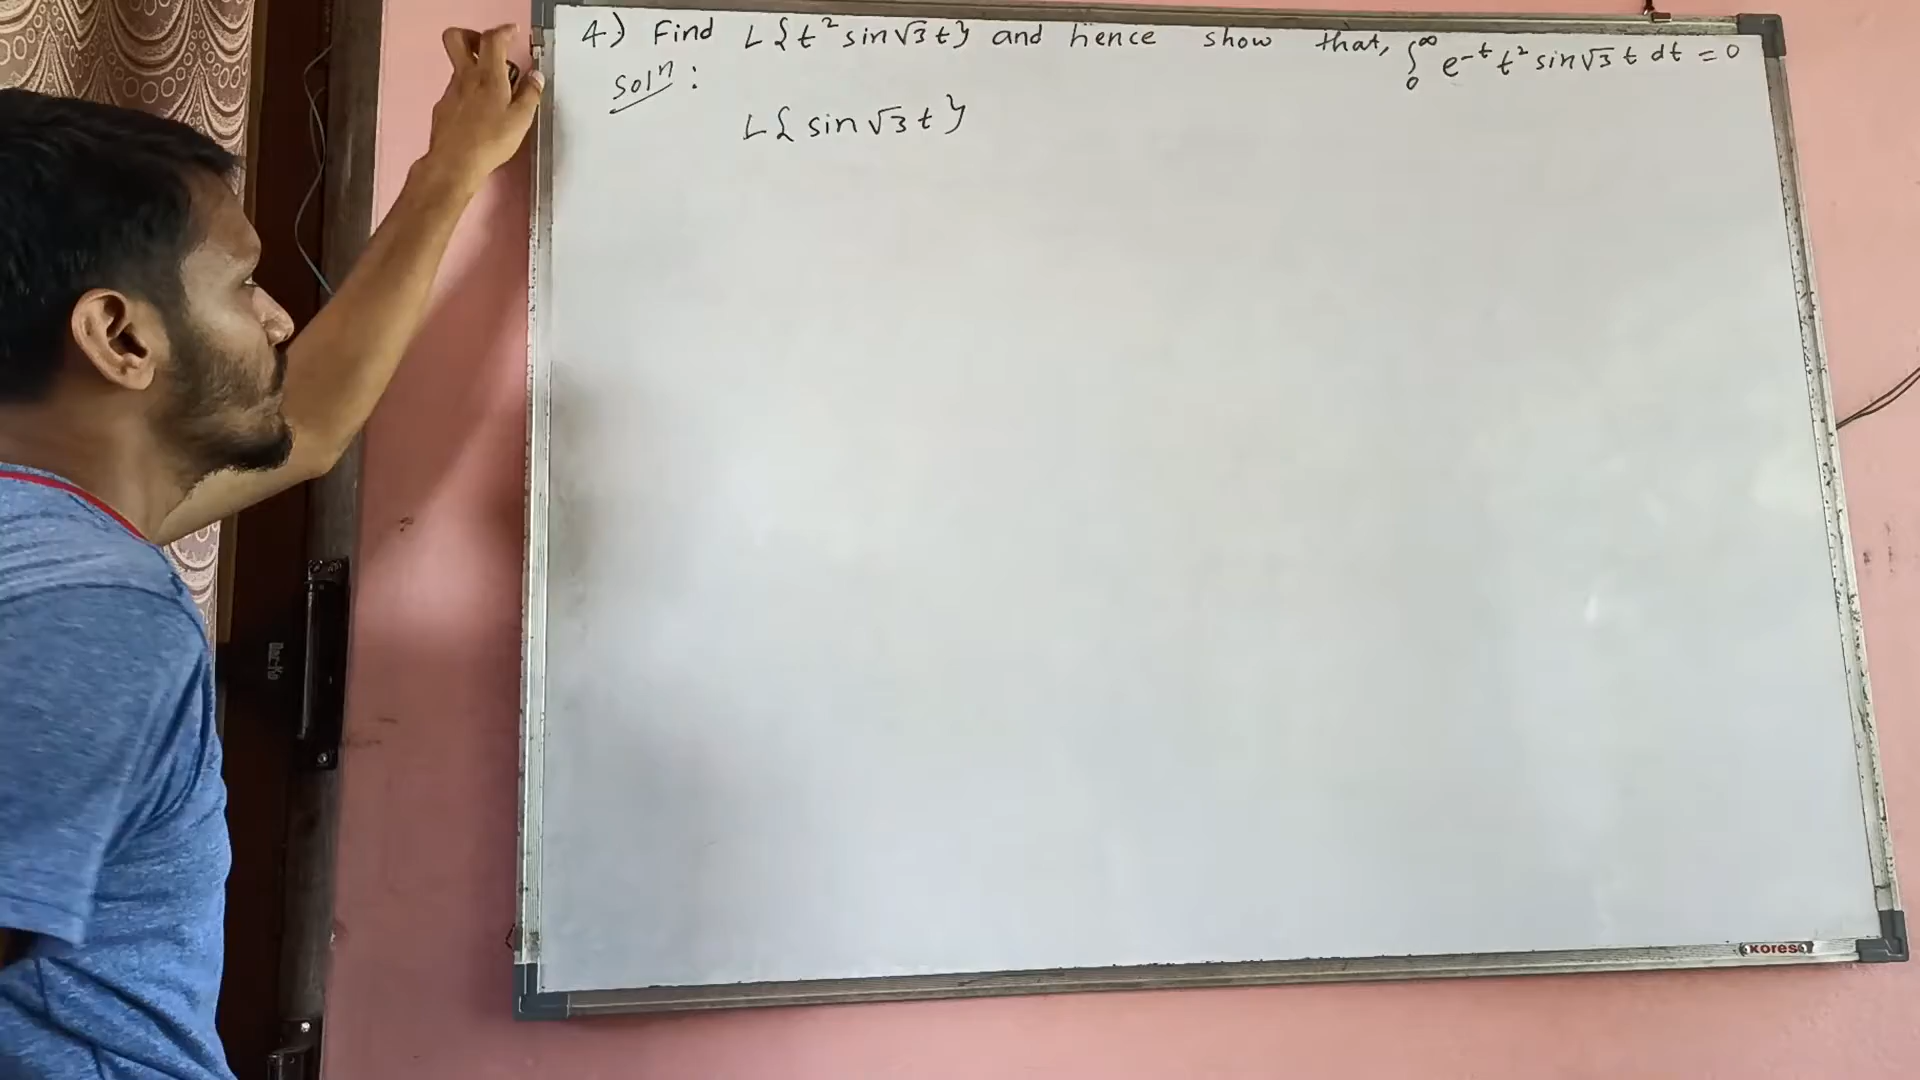 4.) Find L{t² sin√3 t} and hence show that, ∫₀^∞ e^-t t² sin√3 t dt = 0
Solⁿ :
L{ sin √3 t }
KORES